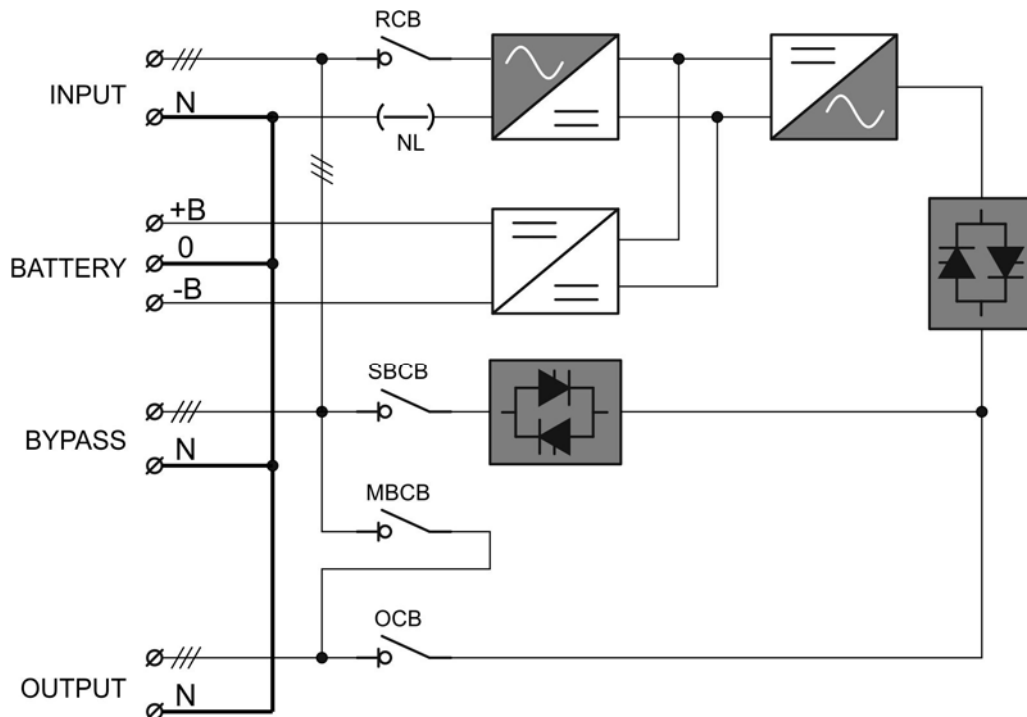 RCB
INPUT
N
NL
+B
0
BATTERY
-B
SBCB
BYPASS
N
MBCB
OCB
OUTPUT
N